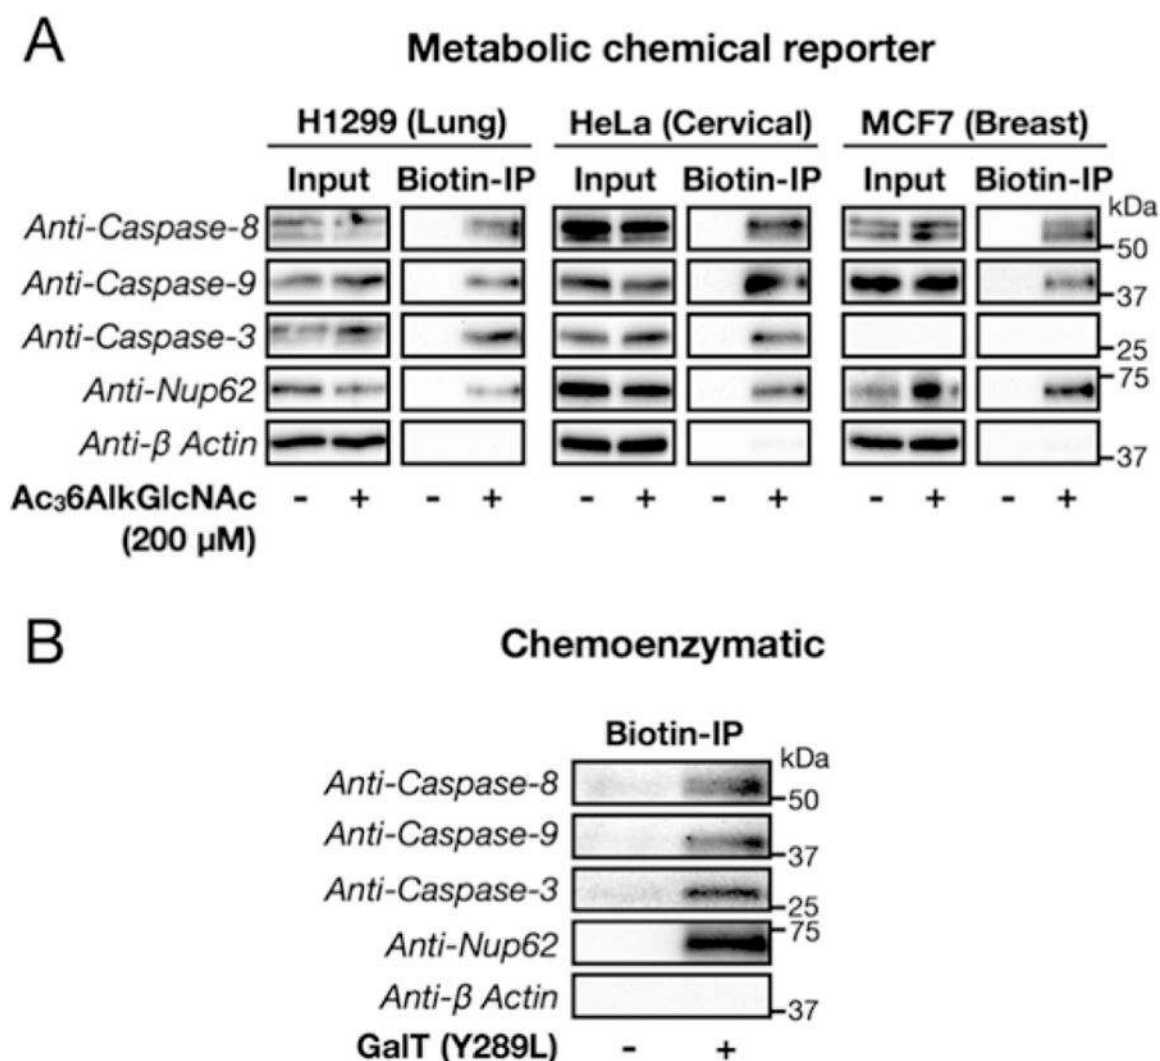 A
Metabolic chemical reporter
H1299 (Lung) HeLa (Cervical) MCF7 (Breast)
Input Biotin-IP Input Biotin-IP Input Biotin-IP
kDa
Anti-Caspase-8
50
Anti-Caspase-9
37
Anti-Caspase-3
25
Anti-Nup62
75
Anti-β Actin
37
Ac₃6AlkGlcNAc - + - + - + - + - + - +
(200 μM)
B
Chemoenzymatic
Biotin-IP
kDa
Anti-Caspase-8
50
Anti-Caspase-9
37
Anti-Caspase-3
25
Anti-Nup62
75
Anti-β Actin
37
GalT (Y289L) - +